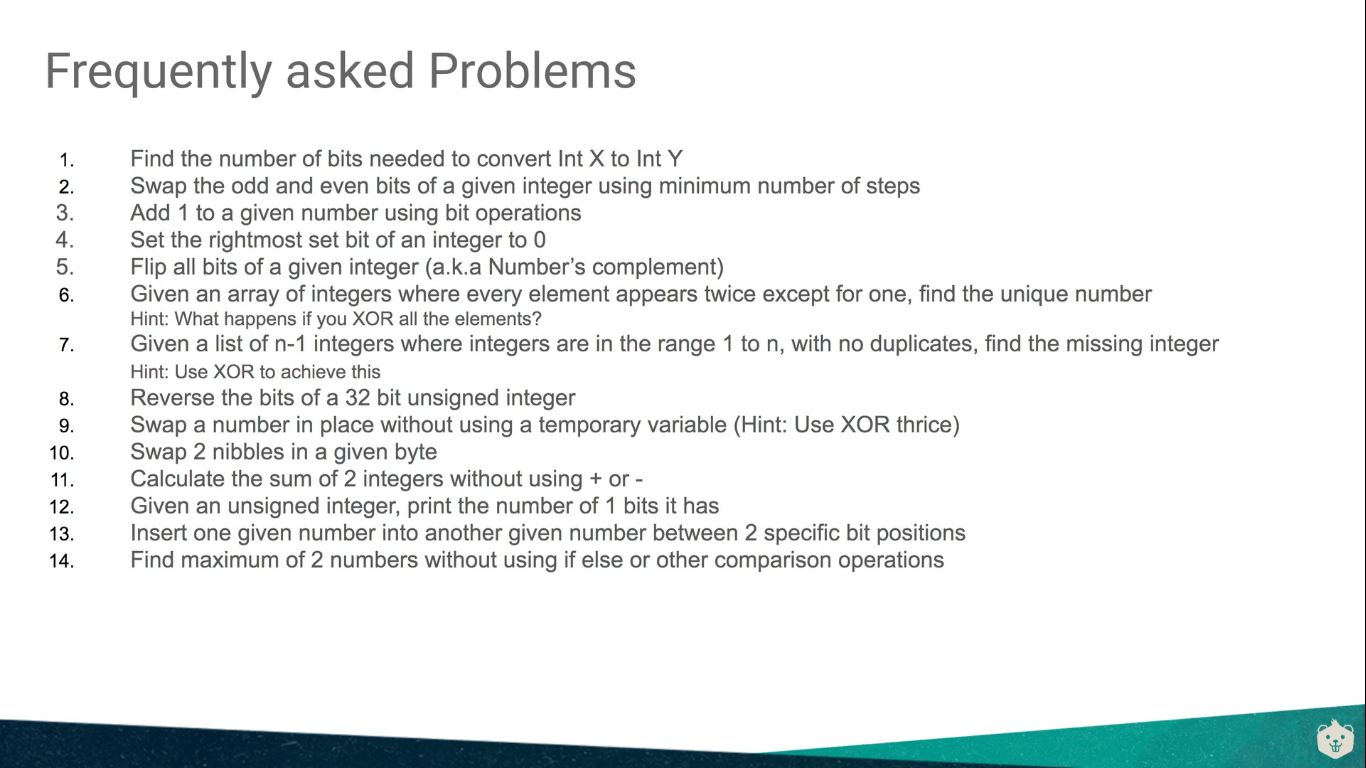 Frequently asked Problems
1. Find the number of bits needed to convert Int X to Int Y
2. Swap the odd and even bits of a given integer using minimum number of steps
3. Add 1 to a given number using bit operations
4. Set the rightmost set bit of an integer to 0
5. Flip all bits of a given integer (a.k.a Number's complement)
6. Given an array of integers where every element appears twice except for one, find the unique number
Hint: What happens if you XOR all the elements?
7. Given a list of n-1 integers where integers are in the range 1 to n, with no duplicates, find the missing integer
Hint: Use XOR to achieve this
8. Reverse the bits of a 32 bit unsigned integer
9. Swap a number in place without using a temporary variable (Hint: Use XOR thrice)
10. Swap 2 nibbles in a given byte
11. Calculate the sum of 2 integers without using + or -
12. Given an unsigned integer, print the number of 1 bits it has
13. Insert one given number into another given number between 2 specific bit positions
14. Find maximum of 2 numbers without using if else or other comparison operations